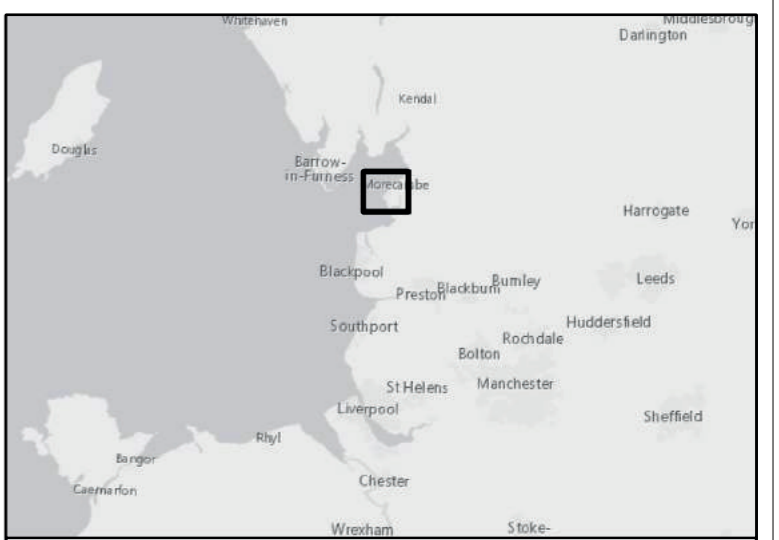 Whitehaven
Middlesbroug
Darlington
Kendal
Douglas
Barrow-
in-Furness
Morecambe
Harrogate
Yor
Blackpool
Preston
Blackburn
Burnley
Leeds
Southport
Huddersfield
Rochdale
Bolton
St Helens
Manchester
Liverpool
Sheffield
Rhyl
Bangor
Caernarfon
Chester
Wrexham
Stoke-